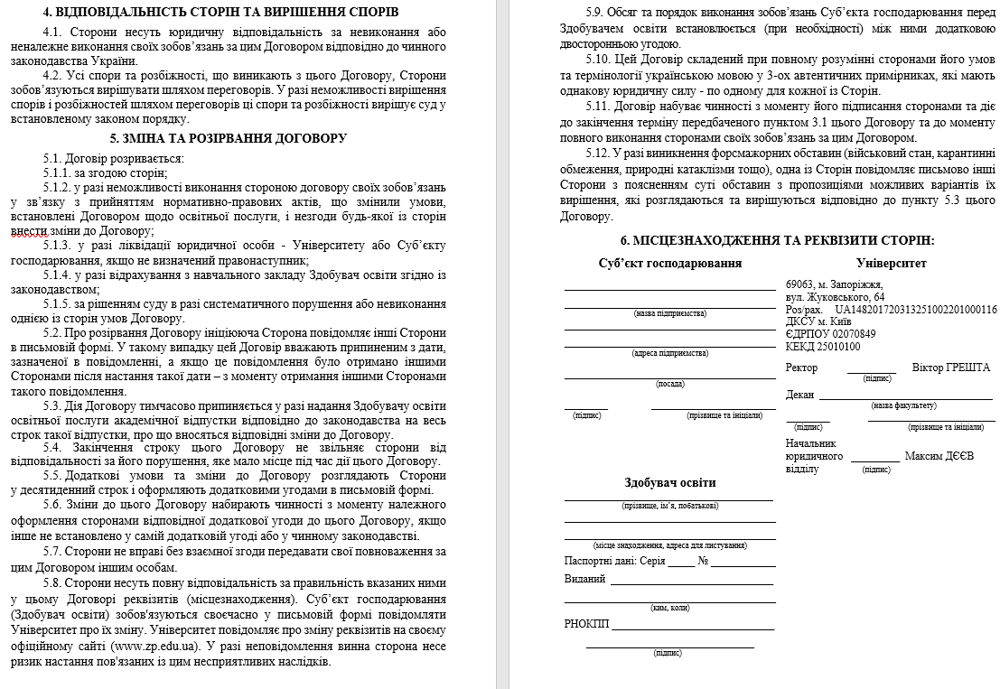 4. ВІДПОВІДАЛЬНІСТЬ СТОРІН ТА ВИРІШЕННЯ СПОРІВ
4.1. Сторони несуть юридичну відповідальність за невиконання або
неналежне виконання своїх зобов’язань за цим Договором відповідно до чинного
законодавства України.
4.2. Усі спори та розбіжності, що виникають з цього Договору, Сторони
зобов’язуються вирішувати шляхом переговорів. У разі неможливості вирішення
спорів і розбіжностей шляхом переговорів ці спори та розбіжності вирішує суд у
встановленому законом порядку.
5. ЗМІНА ТА РОЗІРВАННЯ ДОГОВОРУ
5.1. Договір розривається:
5.1.1. за згодою сторін;
5.1.2. у разі неможливості виконання стороною договору своїх зобов’язань
у зв’язку з прийняттям нормативно-правових актів, що змінили умови,
встановлені Договором щодо освітньої послуги, і незгоди будь-якої із сторін
внести зміни до Договору;
5.1.3. у разі ліквідації юридичної особи - Університету або Суб’єкту
господарювання, якщо не визначений правонаступник;
5.1.4. у разі відрахування з навчального закладу Здобувач освіти згідно із
законодавством;
5.1.5. за рішенням суду в разі систематичного порушення або невиконання
однією із сторін умов Договору.
5.2. Про розірвання Договору ініціююча Сторона повідомляє інші Сторони
в письмовій формі. У такому випадку цей Договір вважають припиненим з дати,
зазначеної в повідомленні, а якщо це повідомлення було отримано іншими
Сторонами після настання такої дати – з моменту отримання іншими Сторонами
такого повідомлення.
5.3. Дія Договору тимчасово припиняється у разі надання Здобувачу освіти
освітньої послуги академічної відпустки відповідно до законодавства на весь
строк такої відпустки, про що вносяться відповідні зміни до Договору.
5.4. Закінчення строку цього Договору не звільняє сторони від
відповідальності за його порушення, яке мало місце під час дії цього Договору.
5.5. Додаткові умови та зміни до Договору розглядають Сторони
у десятиденний строк і оформляють додатковими угодами в письмовій формі.
5.6. Зміни до цього Договору набирають чинності з моменту належного
оформлення сторонами відповідної додаткової угоди до цього Договору, якщо
інше не встановлено у самій додатковій угоді або у чинному законодавстві.
5.7. Сторони не вправі без взаємної згоди передавати свої повноваження за
цим Договором іншим особам.
5.8. Сторони несуть повну відповідальність за правильність вказаних ними
у цьому Договорі реквізитів (місцезнаходження). Суб’єкт господарювання
(Здобувач освіти) зобов'язуються своєчасно у письмовій формі повідомляти
Університет про їх зміну. Університет повідомляє про зміну реквізитів на своєму
офіційному сайті (www.zp.edu.ua). У разі неповідомлення винна сторона несе
ризик настання пов'язаних із цим несприятливих наслідків.
5.9. Обсяг та порядок виконання зобов’язань Суб’єкта господарювання перед
Здобувачем освіти встановлюється (при необхідності) між ними додатковою
двосторонньою угодою.
5.10. Цей Договір складений при повному розумінні сторонами його умов
та термінології українською мовою у 3-ох автентичних примірниках, які мають
однакову юридичну силу - по одному для кожної із Сторін.
5.11. Договір набуває чинності з моменту його підписання сторонами та діє
до закінчення терміну передбаченого пунктом 3.1 цього Договору та до моменту
повного виконання сторонами своїх зобов’язань за цим Договором.
5.12. У разі виникнення форсмажорних обставин (військовий стан, карантинні
обмеження, природні катаклізми тощо), одна із Сторін повідомляє письмово інші
Сторони з поясненням суті обставин з пропозиціями можливих варіантів їх
вирішення, які розглядаються та вирішуються відповідно до пункту 5.3 цього
Договору.
6. МІСЦЕЗНАХОДЖЕННЯ ТА РЕКВІЗИТИ СТОРІН:
Суб’єкт господарювання
(назва підприємства)
(адреса підприємства)
(посада)
(підпис) (прізвище та ініціали)
Університет
69063, м. Запоріжжя,
вул. Жуковського, 64
Роз/рах. UA148201720313251002201000116
ДКСУ м. Київ
ЄДРПОУ 02070849
КЕКД 25010100
Ректор ________ Віктор ГРЕШТА
(підпис)
Декан ____________________
(назва факультету)
(підпис) (прізвище та ініціали)
Начальник
юридичного ________ Максим ДЄЄВ
відділу (підпис)
Здобувач освіти
(прізвище, ім’я, побатькові)
(місце знаходження, адреса для листування)
Паспортні дані: Серія _____ № __________
Виданий ____________________
(ким, коли)
РНОКПП ____________________
(підпис)